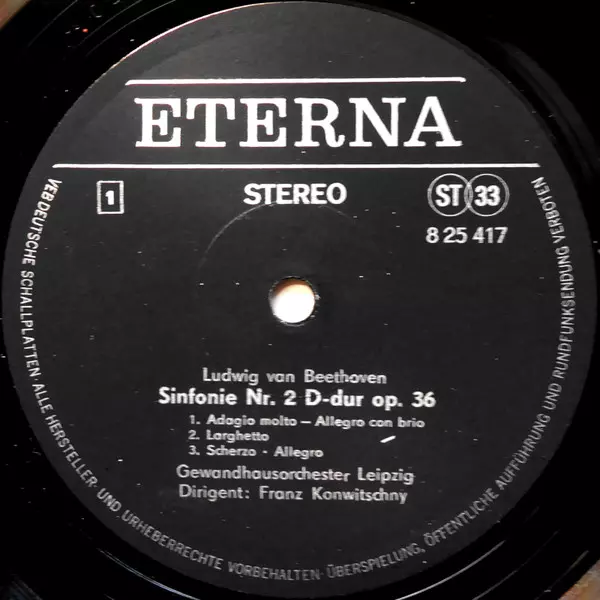 ETERNA
1
STEREO
ST 33
8 25 417
Ludwig van Beethoven
Sinfonie Nr. 2 D-dur op. 36
1. Adagio molto – Allegro con brio
2. Larghetto
3. Scherzo · Allegro
Gewandhausorchester Leipzig
Dirigent: Franz Konwitschny
VEB DEUTSCHE SCHALLPLATTEN · ALLE HERSTELLER- UND URHEBERRECHTE VORBEHALTEN · ÜBERSPIELUNG, ÖFFENTLICHE AUFFÜHRUNG UND RUNDFUNKSENDUNG VERBOTEN